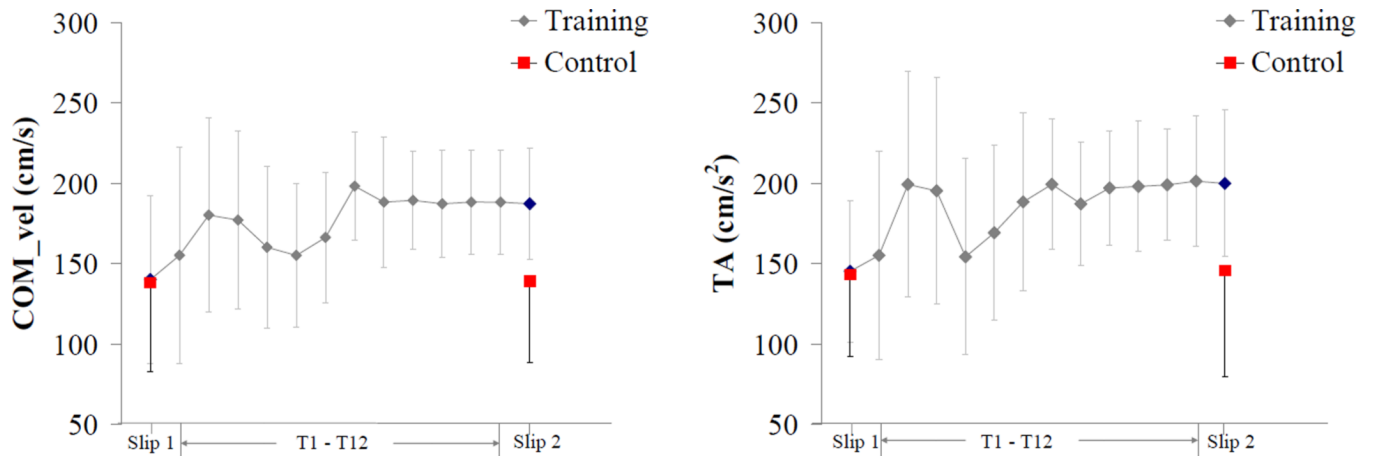 300
250
200
150
100
50
COM_vel (cm/s)
Training
Control
Slip 1
T1 - T12
Slip 2
300
250
200
150
100
50
TA (cm/s²)
Training
Control
Slip 1
T1 - T12
Slip 2